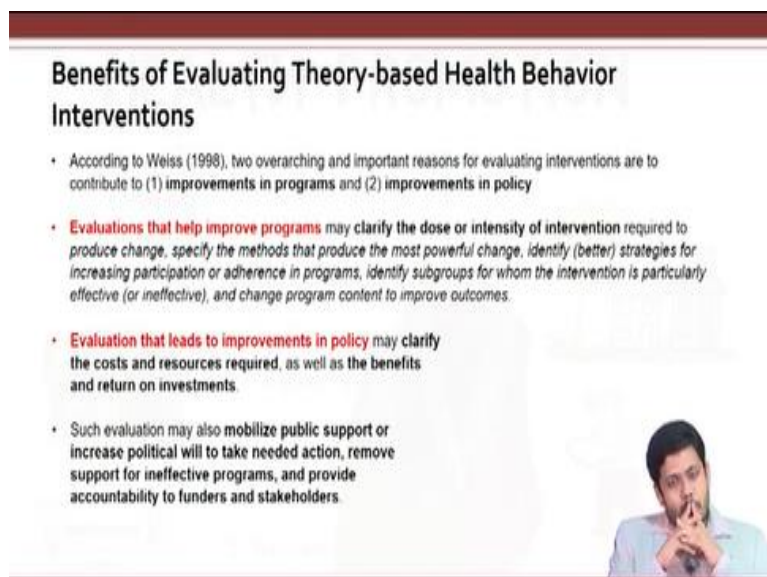 Benefits of Evaluating Theory-based Health Behavior
Interventions
• According to Weiss (1998), two overarching and important reasons for evaluating interventions are to
contribute to (1) improvements in programs and (2) improvements in policy
• Evaluations that help improve programs may clarify the dose or intensity of intervention required to
produce change, specify the methods that produce the most powerful change, identify (better) strategies for
increasing participation or adherence in programs, identify subgroups for whom the intervention is particularly
effective (or ineffective), and change program content to improve outcomes.
• Evaluation that leads to improvements in policy may clarify
the costs and resources required, as well as the benefits
and return on investments.
• Such evaluation may also mobilize public support or
increase political will to take needed action, remove
support for ineffective programs, and provide
accountability to funders and stakeholders.